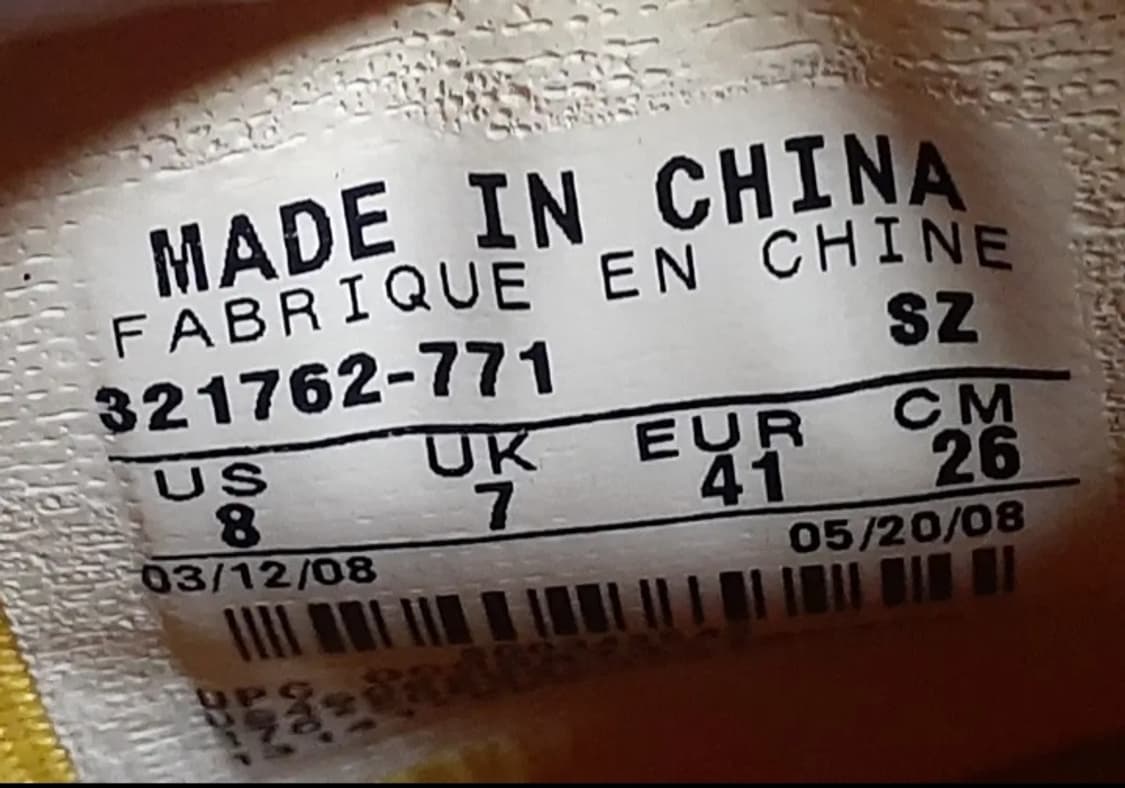 MADE IN CHINA
FABRIQUE EN CHINE
321762-771 SZ
US UK EUR CM
8 7 41 26
03/12/08 05/20/08
UPC